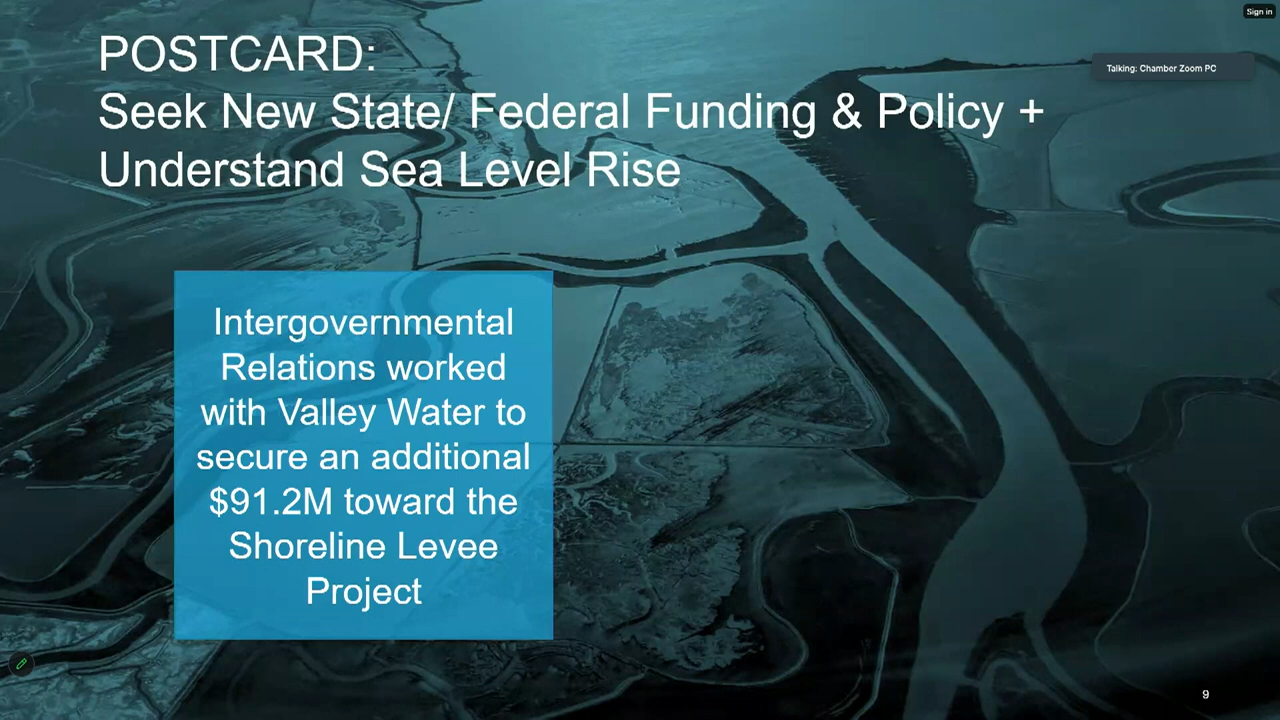 Sign in
POSTCARD:
Talking: Chamber Zoom PC
Seek New State/ Federal Funding & Policy +
Understand Sea Level Rise
Intergovernmental
Relations worked
with Valley Water to
secure an additional
$91.2M toward the
Shoreline Levee
Project
9